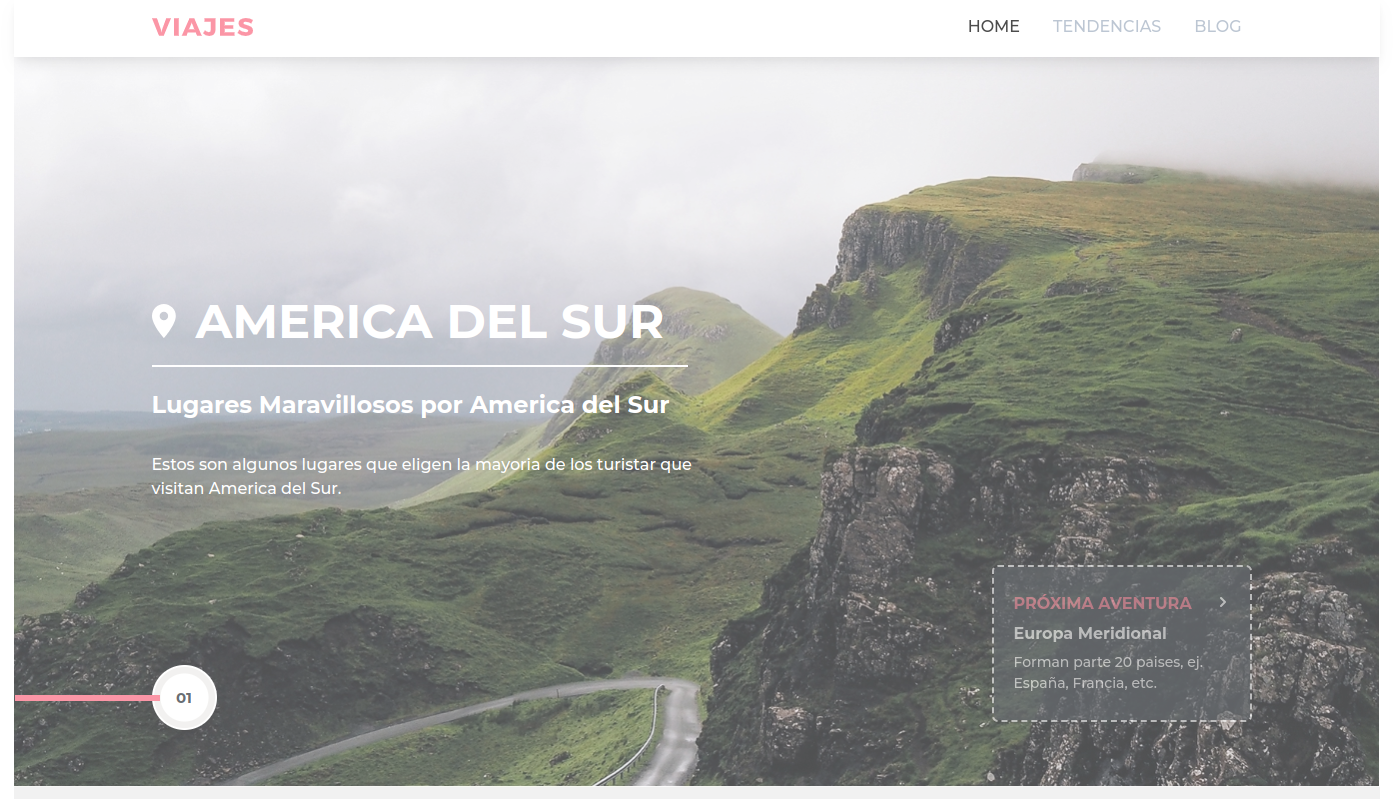 VIAJES
HOME TENDENCIAS BLOG
AMERICA DEL SUR
Lugares Maravillosos por America del Sur
Estos son algunos lugares que eligen la mayoria de los turistar que
visitan America del Sur.
PRÓXIMA AVENTURA
Europa Meridional
Forman parte 20 paises, ej.
España, Francia, etc.
01